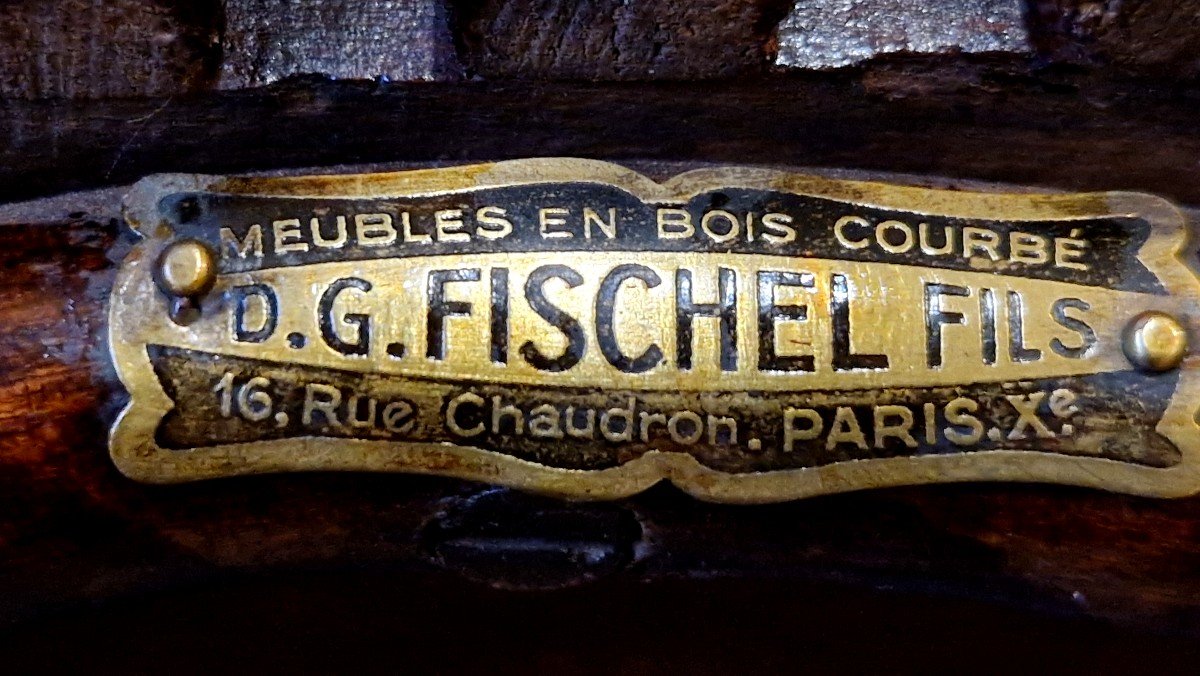 MEUBLES EN BOIS COURBÉ
D.G. FISCHEL FILS
16, Rue Chaudron. PARIS. Xe.